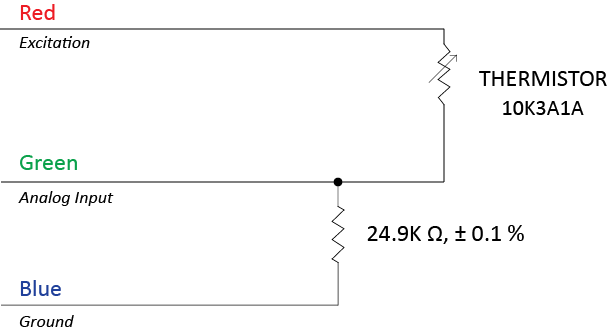 Red
Excitation
THERMISTOR
10K3A1A
Green
Analog Input
24.9K Ω, ± 0.1 %
Blue
Ground